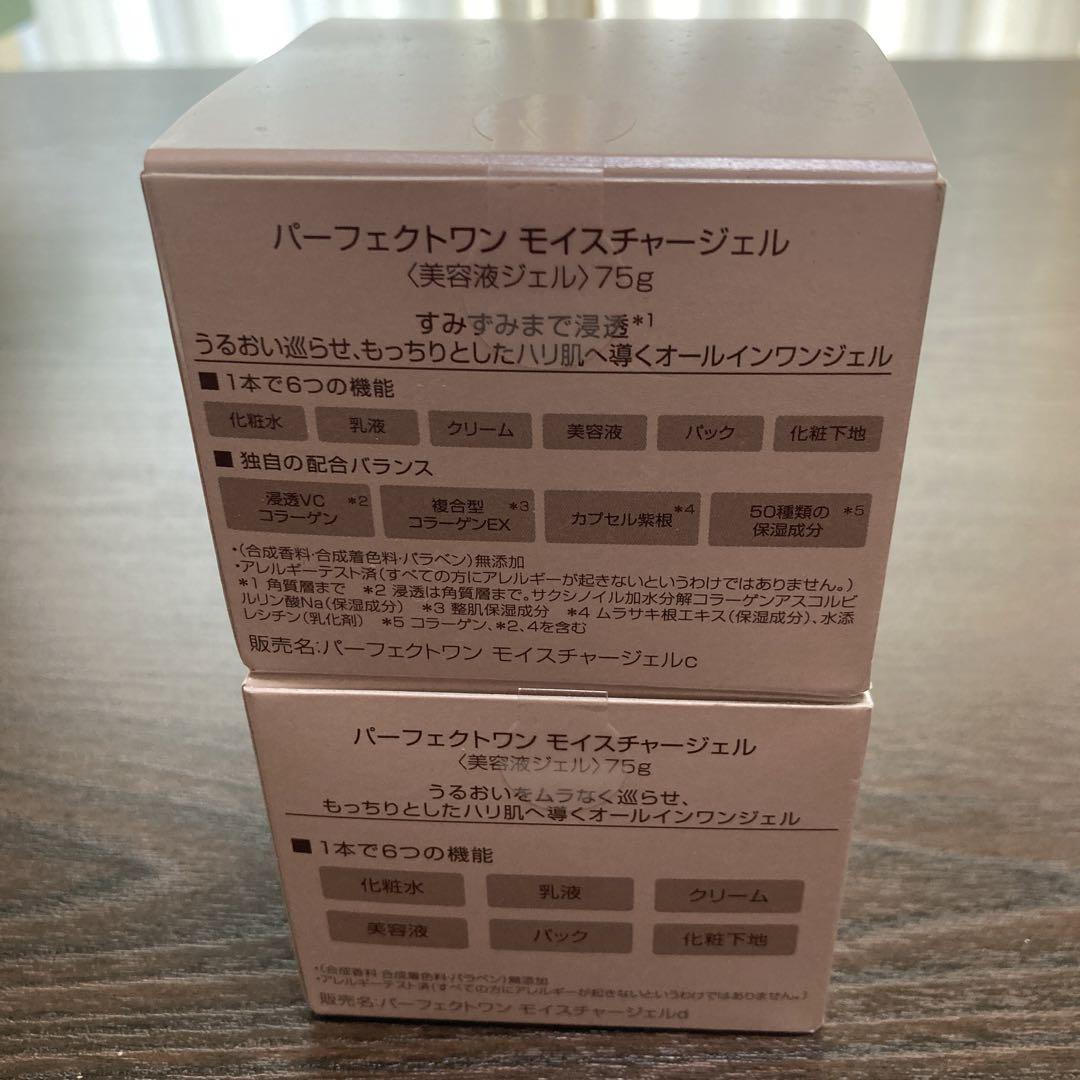 パーフェクトワン モイスチャージェル
〈美容液ジェル〉75g
すみずみまで浸透*1
うるおい巡らせ、もっちりとしたハリ肌へ導くオールインワンジェル
■ 1本で6つの機能
化粧水 乳液 クリーム 美容液 パック 化粧下地
■ 独自の配合バランス
浸透VC *2 複合型 *3 カプセル紫根 *4 50種類の *5
コラーゲン コラーゲンEX 保湿成分
・(合成香料・合成着色料・パラベン)無添加
・アレルギーテスト済(すべての方にアレルギーが起きないというわけではありません。)
*1 角質層まで *2 浸透は角質層まで。サクシノイル加水分解コラーゲンアスコルビ
ルリン酸Na(保湿成分) *3 整肌保湿成分 *4 ムラサキ根エキス(保湿成分)、水添
レシチン(乳化剤) *5 コラーゲン、*2、4を含む
販売名:パーフェクトワン モイスチャージェルc
パーフェクトワン モイスチャージェル
〈美容液ジェル〉75g
うるおいをムラなく巡らせ、
もっちりとしたハリ肌へ導くオールインワンジェル
■ 1本で6つの機能
化粧水 乳液 クリーム
美容液 パック 化粧下地
・(合成香料 合成着色料・パラベン)無添加
・アレルギーテスト済(すべての方にアレルギーが起きないというわけではありません。)
販売名:パーフェクトワン モイスチャージェルd